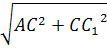 √(AC² + CC₁²)